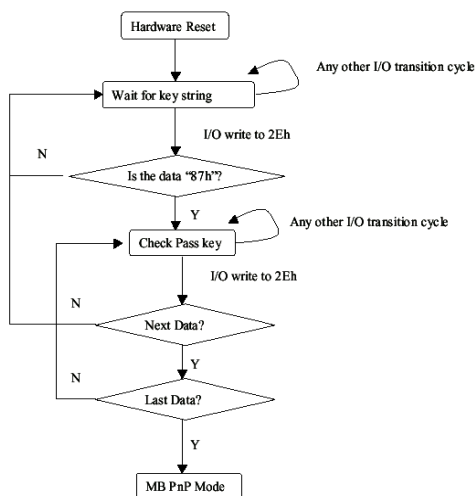 Hardware Reset
Any other I/O transition cycle
Wait for key string
I/O write to 2Eh
N
Is the data "87h"?
Y
Any other I/O transition cycle
Check Pass key
I/O write to 2Eh
N
Next Data?
Y
N
Last Data?
Y
MB PnP Mode